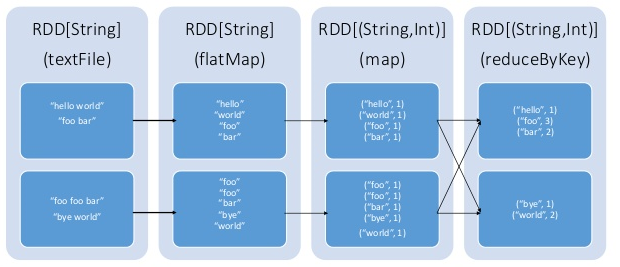 RDD[String]
(textFile)
"hello world"
"foo bar"
"foo foo bar"
"bye world"
RDD[String]
(flatMap)
"hello"
"world"
"foo"
"bar"
"foo"
"foo"
"bar"
"bye"
"world"
RDD[(String,Int)]
(map)
("hello", 1)
("world", 1)
("foo", 1)
("bar", 1)
("foo", 1)
("foo", 1)
("bar", 1)
("bye", 1)
("world", 1)
RDD[(String,Int)]
(reduceByKey)
("hello", 1)
("foo", 3)
("bar", 2)
("bye", 1)
("world", 2)